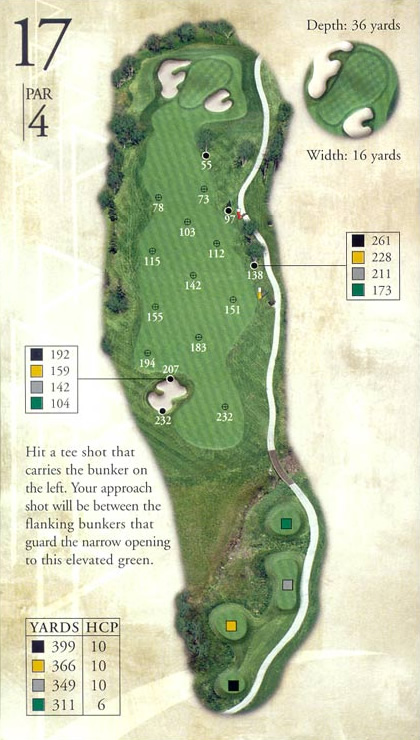 17
PAR
4
Depth: 36 yards
Width: 16 yards
55
73
78
97
103
112
115
138
142
151
155
183
194
207
232
232
261
228
211
173
192
159
142
104
Hit a tee shot that
carries the bunker on
the left. Your approach
shot will be between the
flanking bunkers that
guard the narrow opening
to this elevated green.
YARDS HCP
399 10
366 10
349 10
311 6